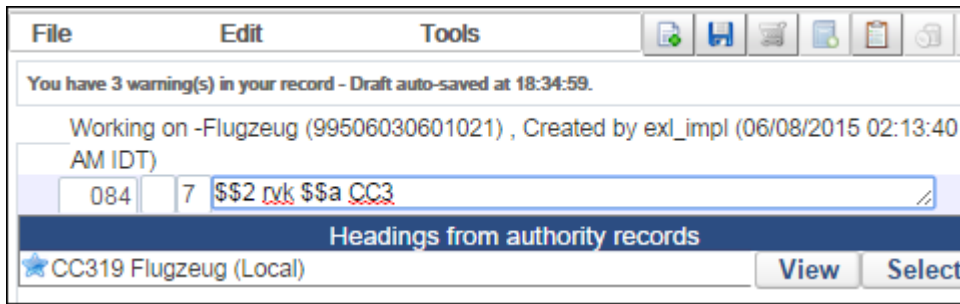 File Edit Tools
You have 3 warning(s) in your record - Draft auto-saved at 18:34:59.
Working on -Flugzeug (99506030601021) , Created by exl_impl (06/08/2015 02:13:40
AM IDT)
084 7 $$2 rvk $$a CC3
Headings from authority records
CC319 Flugzeug (Local) View Select